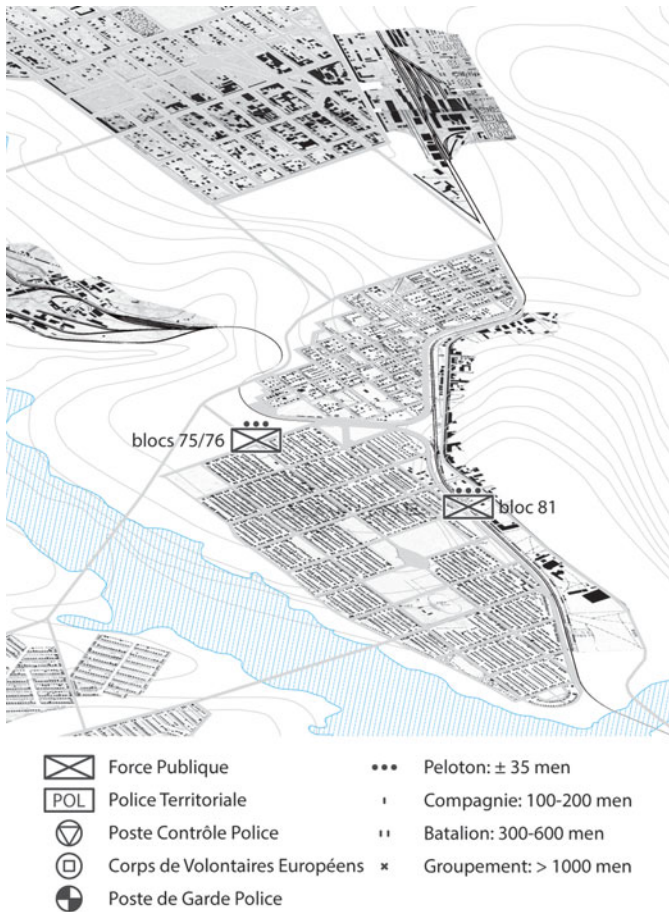 blocs 75/76
bloc 81
Force Publique
POL Police Territoriale
Poste Contrôle Police
Corps de Volontaires Européens
Poste de Garde Police
Peloton: ± 35 men
Compagnie: 100-200 men
Batalion: 300-600 men
Groupement: > 1000 men